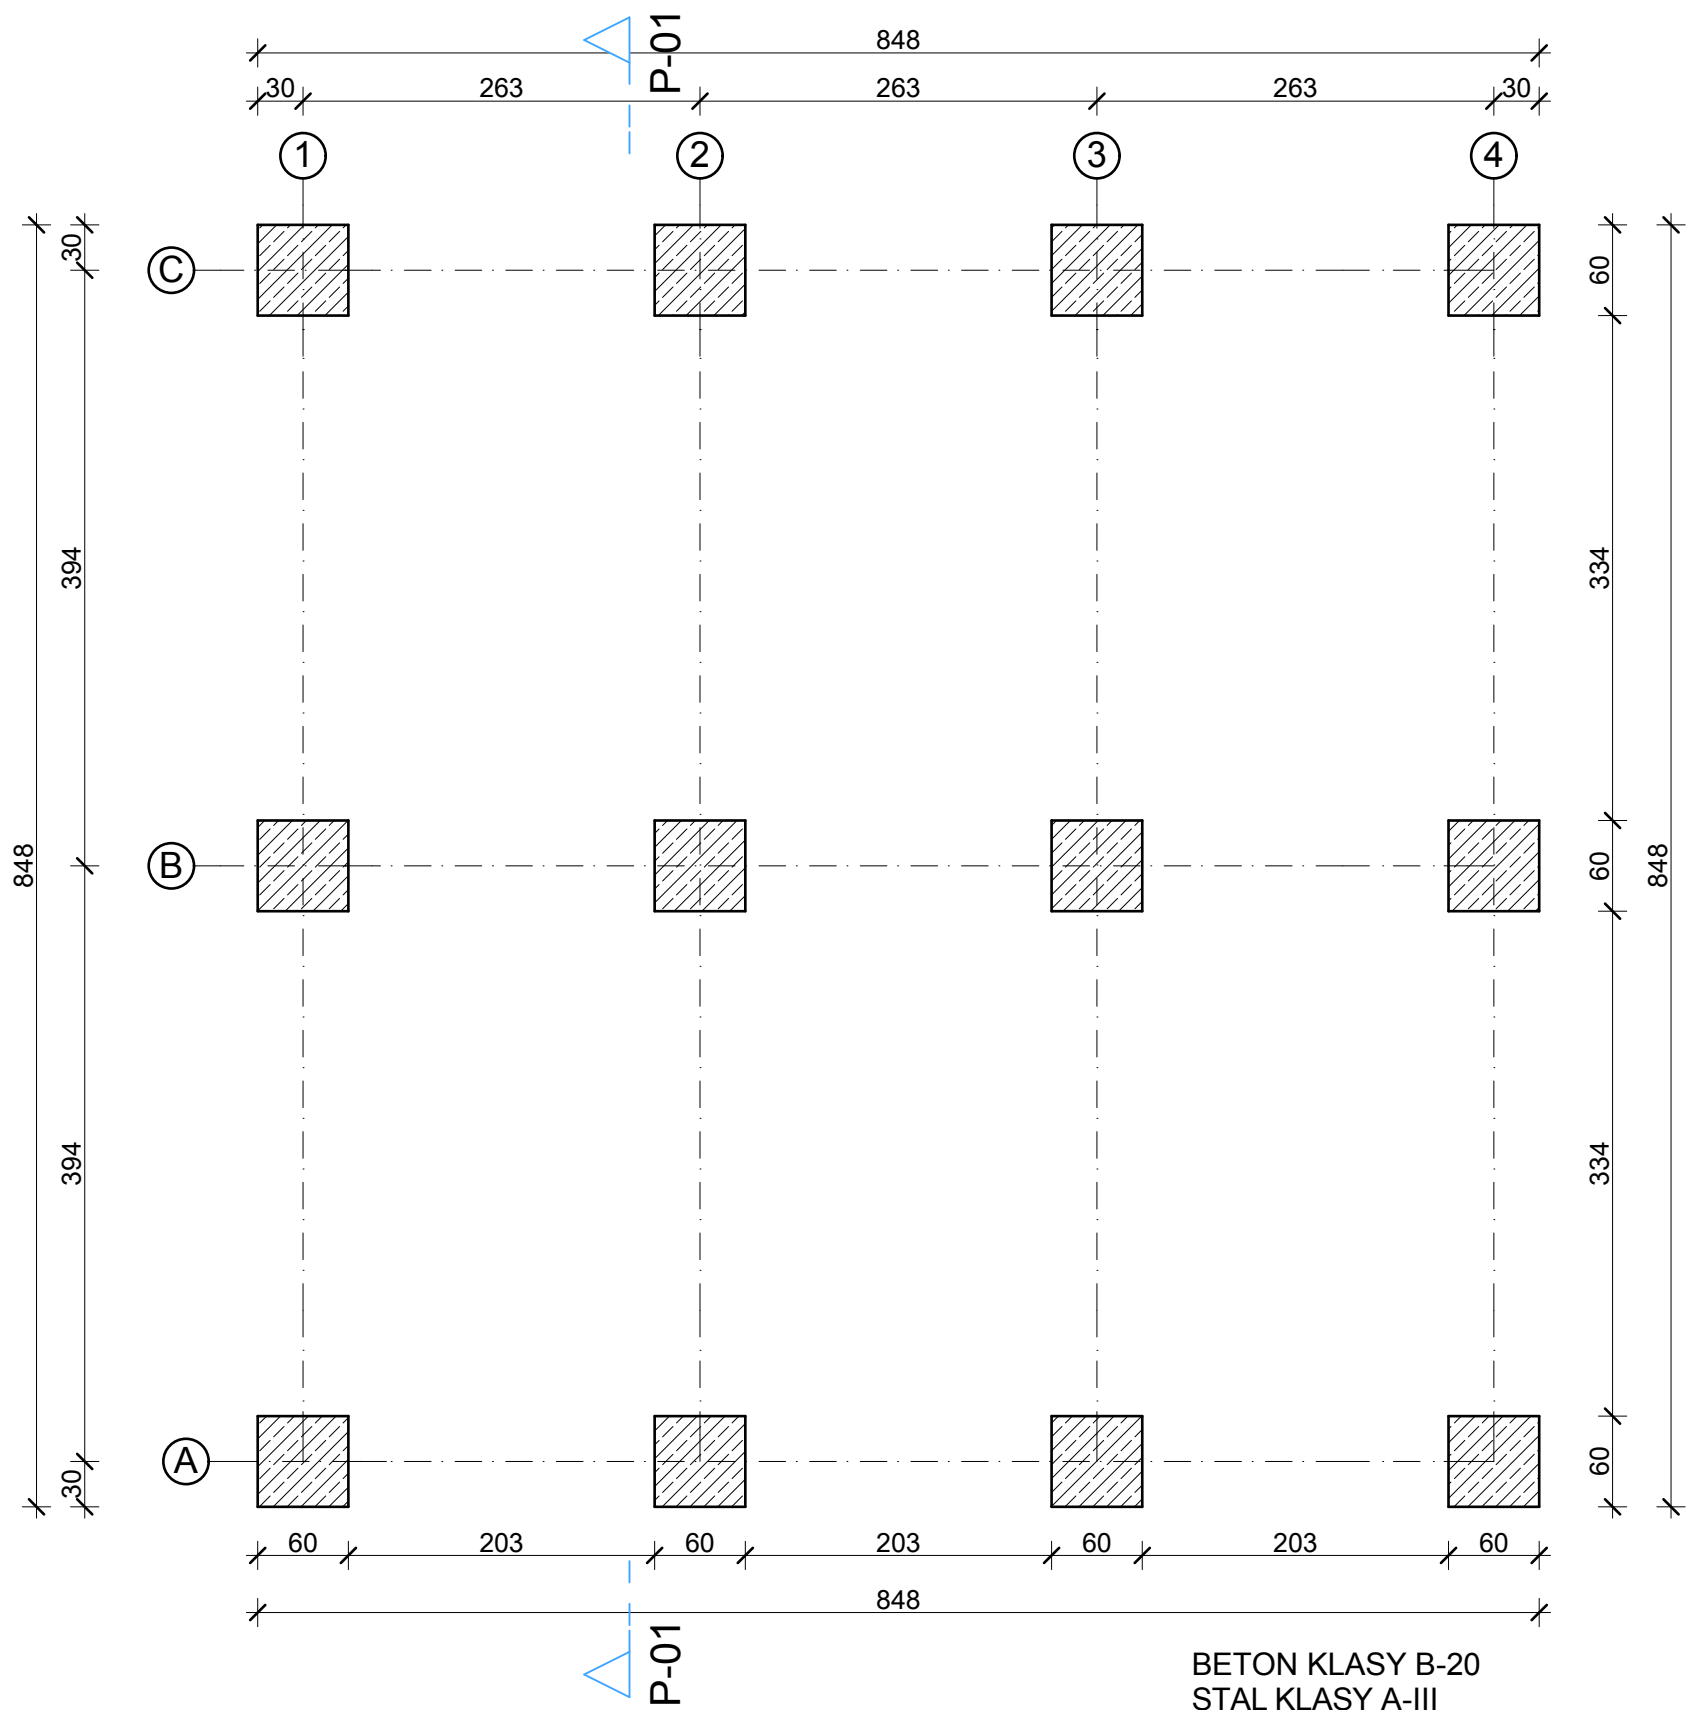 848
P-01
30 263 263 263 30
1 2 3 4
30 60
C
394 334
848 60 848
B
394 334
A
30 60
60 203 60 203 60 203 60
848
P-01
BETON KLASY B-20
STAL KLASY A-III